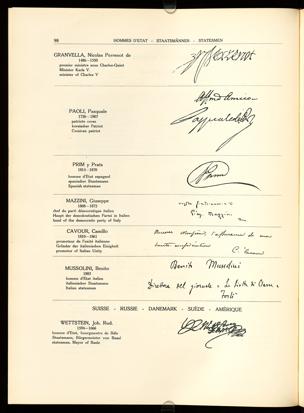 98 HOMMES D'ETAT - STAATSMÄNNER - STATESMEN
GRANVELLA, Nicolas Perrenot de
1486—1550
premier ministre sous Charles-Quint
Minister Karls V.
minister of Charles V
PAOLI, Pasquale
patriote corse
korsischer Patriot
Corsican patriot
PRIM y Prats
1814—1870
homme d'Etat espagnol
spanischer Staatsmann
Spanish statesman
MAZZINI, Giuseppe
1808—1872
chef du parti démocratique italien
Haupt der demokratischen Partei in Italien
head of the democratic party of Italy
CAVOUR, Camillo
1810—1861
promoteur de l'unité italienne
Gründer der italienischen Einigkeit
promotor of Italian Unity
MUSSOLINI, Benito
1883
homme d'Etat italien
italienischer Staatsmann
Italian statesman
Benito Mussolini
SUISSE - RUSSIE - DANEMARK - SUÈDE - AMÉRIQUE
WETTSTEIN, Joh. Rud.
1594—1666
homme d'Etat, bourgmestre de Bâle
Staatsmann, Bürgermeister von Basel
statesman, Mayor of Basle